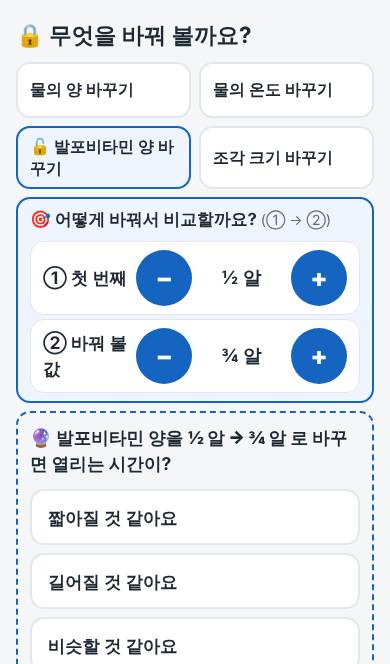 🔒 무엇을 바꿔 볼까요?
물의 양 바꾸기
물의 온도 바꾸기
🔓 발포비타민 양 바
꾸기
조각 크기 바꾸기
🎯 어떻게 바꿔서 비교할까요? (① → ②)
① 첫 번째 − ½ 알 +
② 바꿔 볼
값 − ¾ 알 +
🔮 발포비타민 양을 ½ 알 → ¾ 알 로 바꾸
면 열리는 시간이?
짧아질 것 같아요
길어질 것 같아요
비슷할 것 같아요